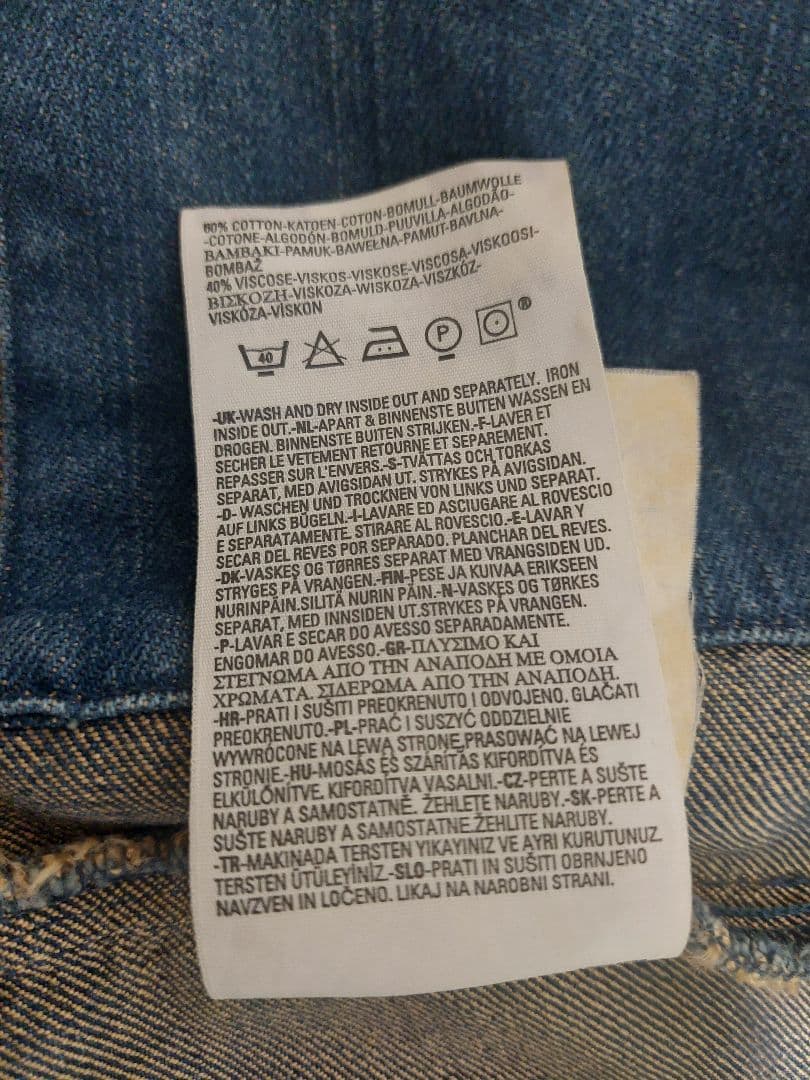 60% COTTON-KATOEN-COTON-BOMULL-BAUMWOLLE
-COTONE-ALGODÓN-BOMULD-PUUVILLA-ALGODÃO-
ΒΑΜΒΑΚΙ-PAMUK-BAWEŁNA-PAMUT-BAVLNA-
BOMBAŽ
40% VISCOSE-VISKOS-VISKOSE-VISCOSA-VISKOOSI-
ΒΙΣΚΟΖΗ-VISKOZA-WISKOZA-VISZKÓZ-
VISKÓZA-VİSKON
40 P ®
-UK-WASH AND DRY INSIDE OUT AND SEPARATELY. IRON
INSIDE OUT.-NL-APART & BINNENSTE BUITEN WASSEN EN
DROGEN. BINNENSTE BUITEN STRIJKEN.-F-LAVER ET
SECHER LE VETEMENT RETOURNE ET SEPAREMENT.
REPASSER SUR L'ENVERS.-S-TVÄTTAS OCH TORKAS
SEPARAT, MED AVIGSIDAN UT. STRYKES PÅ AVIGSIDAN.
-D- WASCHEN UND TROCKNEN VON LINKS UND SEPARAT.
AUF LINKS BÜGELN.-I-LAVARE ED ASCIUGARE AL ROVESCIO
E SEPARATAMENTE. STIRARE AL ROVESCIO.-E-LAVAR Y
SECAR DEL REVES POR SEPARADO. PLANCHAR DEL REVES.
-DK-VASKES OG TØRRES SEPARAT MED VRANGSIDEN UD.
STRYGES PÅ VRANGEN.-FIN-PESE JA KUIVAA ERIKSEEN
NURINPÄIN.SILITÄ NURIN PÄIN.-N-VASKES OG TØRKES
SEPARAT, MED INNSIDEN UT.STRYKES PÅ VRANGEN.
-P-LAVAR E SECAR DO AVESSO SEPARADAMENTE.
ENGOMAR DO AVESSO.-GR-ΠΛΥΣΙΜΟ ΚΑΙ
ΣΤΕΓΝΩΜΑ ΑΠΟ ΤΗΝ ΑΝΑΠΟΔΗ ΜΕ ΟΜΟΙΑ
ΧΡΩΜΑΤΑ. ΣΙΔΕΡΩΜΑ ΑΠΟ ΤΗΝ ΑΝΑΠΟΔΗ.
-HR-PRATI I SUŠITI PREOKRENUTO I ODVOJENO. GLAČATI
PREOKRENUTO.-PL-PRAĆ I SUSZYĆ ODDZIELNIE
WYWRÓCONE NA LEWĄ STRONĘ,PRASOWAĆ NA LEWEJ
STRONIE.-HU-MOSÁS ÉS SZÁRÍTÁS KIFORDÍTVA ÉS
ELKÜLÖNÍTVE. KIFORDÍTVA VASALNI.-CZ-PERTE A SUŠTE
NARUBY A SAMOSTATNĚ. ŽEHLETE NARUBY.-SK-PERTE A
SUŠTE NARUBY A SAMOSTATNE.ŽEHLITE NARUBY.
-TR-MAKINADA TERSTEN YIKAYINIZ VE AYRI KURUTUNUZ.
TERSTEN ÜTÜLEYİNİZ.-SLO-PRATI IN SUŠITI OBRNJENO
NAVZVEN IN LOČENO. LIKAJ NA NAROBNI STRANI.